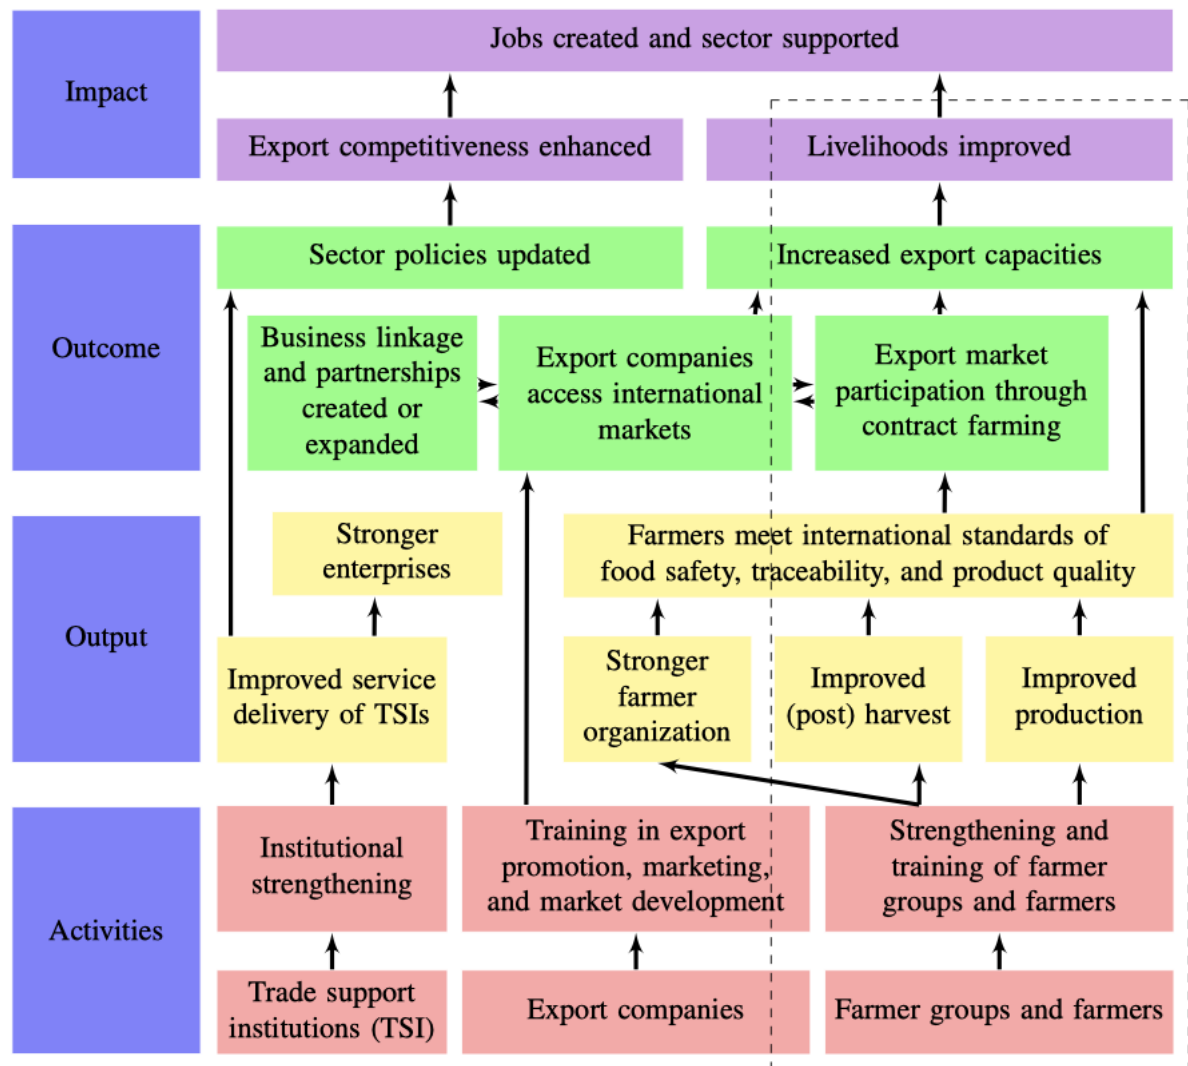 Impact
Jobs created and sector supported
Export competitiveness enhanced
Livelihoods improved
Outcome
Sector policies updated
Increased export capacities
Business linkage
and partnerships
created or
expanded
Export companies
access international
markets
Export market
participation through
contract farming
Output
Stronger
enterprises
Farmers meet international standards of
food safety, traceability, and product quality
Improved service
delivery of TSIs
Stronger
farmer
organization
Improved
(post) harvest
Improved
production
Activities
Institutional
strengthening
Training in export
promotion, marketing,
and market development
Strengthening and
training of farmer
groups and farmers
Trade support
institutions (TSI)
Export companies
Farmer groups and farmers